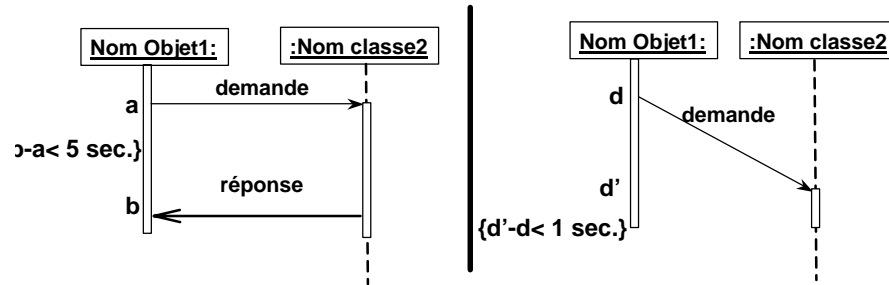 Nom Objet1:
:Nom classe2
demande
a
-a< 5 sec.}
réponse
b
Nom Objet1:
:Nom classe2
d
demande
d'
{d'-d< 1 sec.}